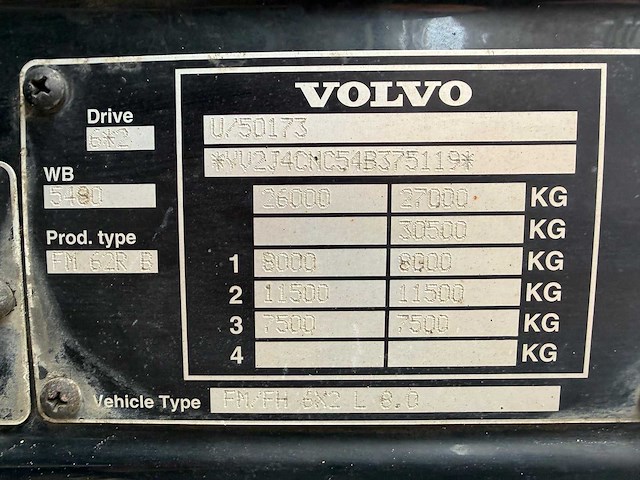 VOLVO
Drive
6*2
U/50173
*YV2J4CMC54B375119*
WB
5480
26000 27000 KG
30500 KG
Prod. type
FM 62R B
1 8000 8000 KG
2 11500 11500 KG
3 7500 7500 KG
4 KG
Vehicle Type FM/FH 6X2 L 8.0